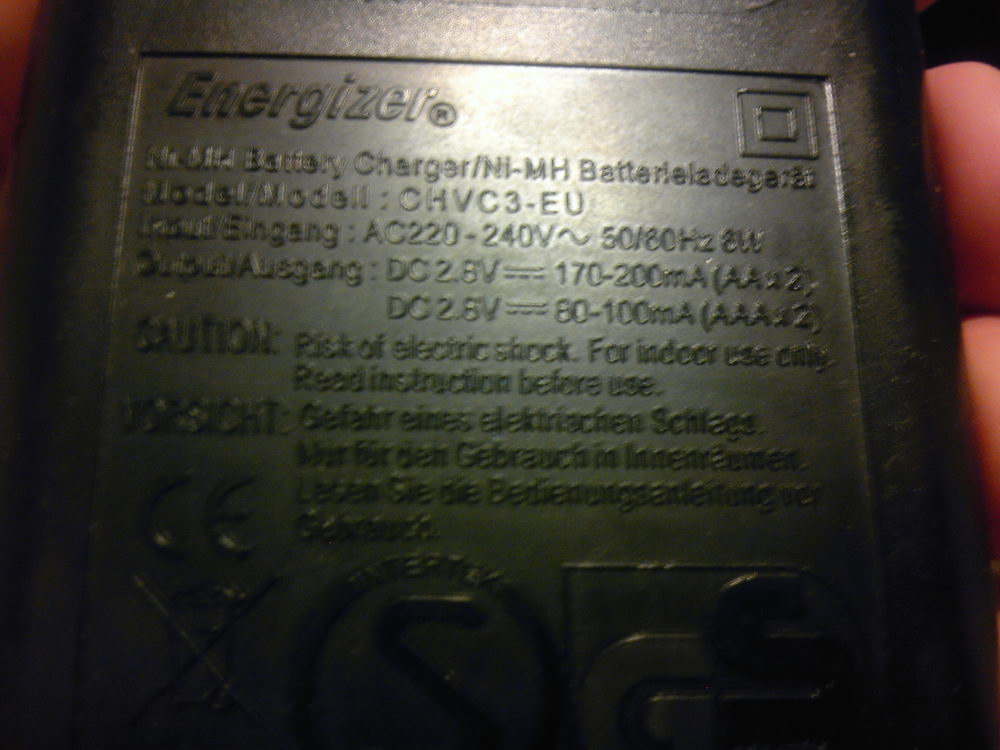 Energizer®
Ni-MH Battery Charger/Ni-MH Batterieladegerät
Model/Modell : CHVC3-EU
Input/Eingang : AC220-240V~ 50/60Hz 6W
Output/Ausgang : DC 2.8V 170-200mA (AA x 2),
DC 2.8V 80-100mA (AAA x 2)
CAUTION: Risk of electric shock. For indoor use only.
Read instruction before use.
VORSICHT: Gefahr eines elektrischen Schlags.
Nur für den Gebrauch in Innenräumen.
Lesen Sie die Bedienungsanleitung vor
Gebrauch.
CE
INTERTEK
S